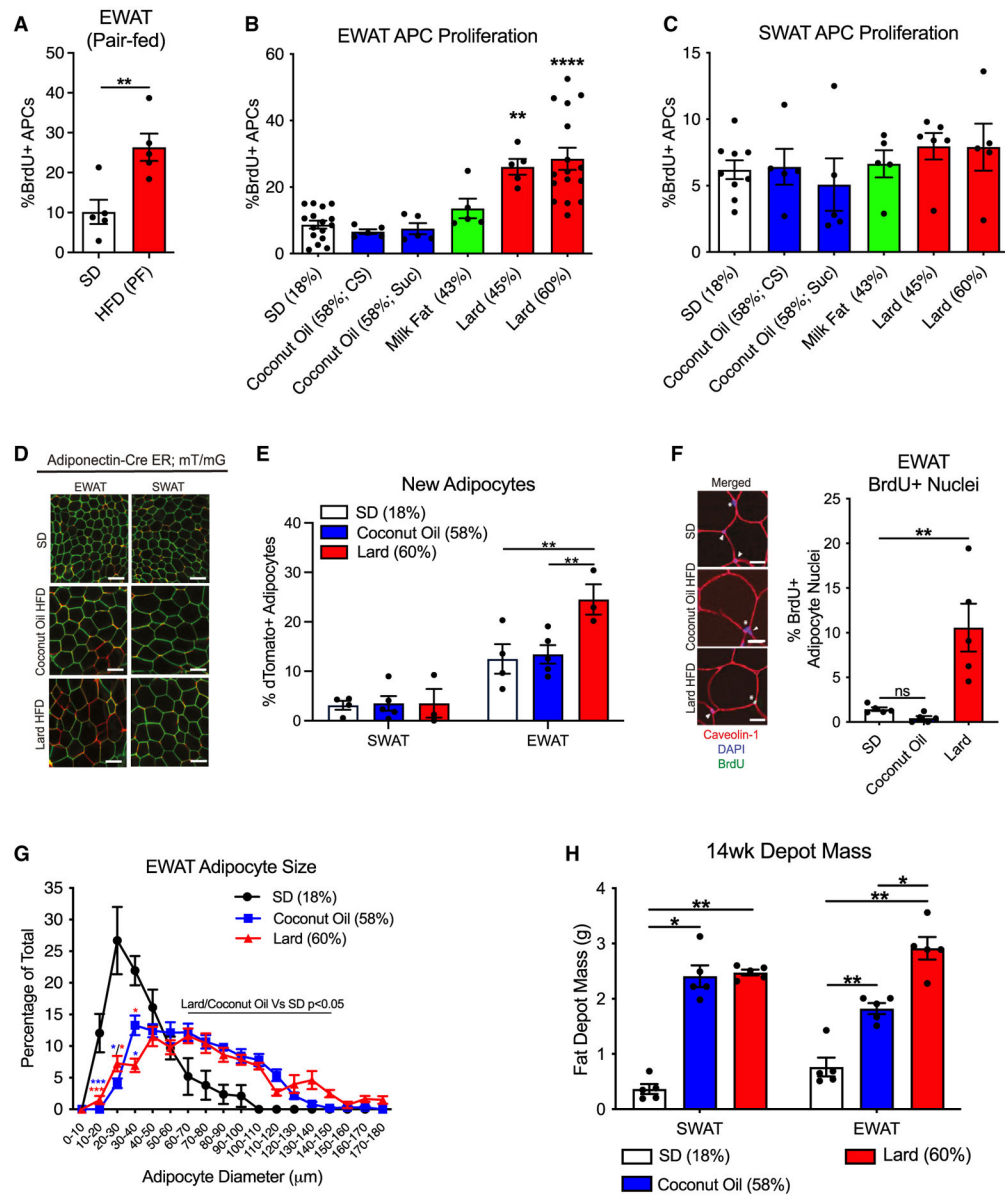 A
EWAT
(Pair-fed)
**
%BrdU+ APCs
50
40
30
20
10
0
SD
HFD (PF)
B
EWAT APC Proliferation
****
**
%BrdU+ APCs
60
40
20
0
SD (18%)
Coconut Oil (58%; CS)
Coconut Oil (58%; Suc)
Milk Fat (43%)
Lard (45%)
Lard (60%)
C
SWAT APC Proliferation
%BrdU+ APCs
15
10
5
0
SD (18%)
Coconut Oil (58%; CS)
Coconut Oil (58%; Suc)
Milk Fat (43%)
Lard (45%)
Lard (60%)
D
Adiponectin-Cre ER; mT/mG
EWAT
SWAT
SD
Coconut Oil HFD
Lard HFD
E
New Adipocytes
SD (18%)
Coconut Oil (58%)
Lard (60%)
**
**
% dTomato+ Adipocytes
40
30
20
10
0
SWAT
EWAT
F
Merged
SD
Coconut Oil HFD
Lard HFD
Caveolin-1
DAPI
BrdU
EWAT
BrdU+ Nuclei
**
ns
% BrdU+
Adipocyte Nuclei
25
20
15
10
5
0
SD
Coconut Oil
Lard
G
EWAT Adipocyte Size
SD (18%)
Coconut Oil (58%)
Lard (60%)
Lard/Coconut Oil Vs SD p<0.05
***
***
*/*
*
*
Percentage of Total
35
30
25
20
15
10
5
0
0-10
10-20
20-30
30-40
40-50
50-60
60-70
70-80
80-90
90-100
100-110
110-120
120-130
130-140
140-150
150-160
160-170
170-180
Adipocyte Diameter (μm)
H
14wk Depot Mass
*
**
**
*
**
Fat Depot Mass (g)
4
3
2
1
0
SWAT
EWAT
SD (18%)
Lard (60%)
Coconut Oil (58%)